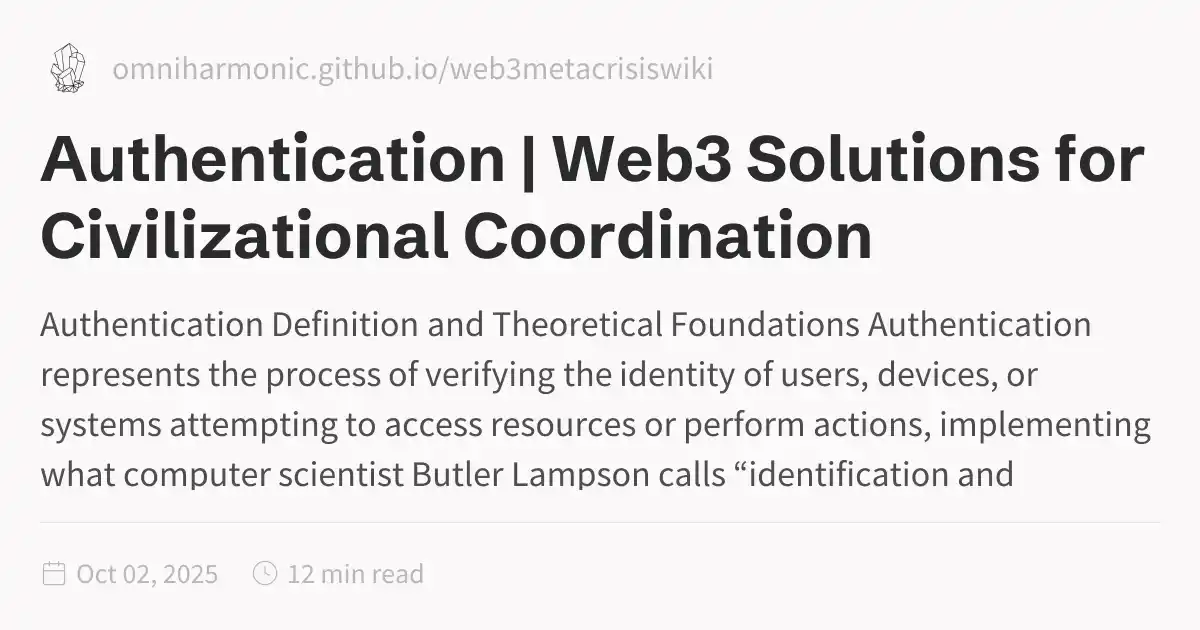 omniharmonic.github.io/web3metacrisiswiki
Authentication | Web3 Solutions for
Civilizational Coordination
Authentication Definition and Theoretical Foundations Authentication
represents the process of verifying the identity of users, devices, or
systems attempting to access resources or perform actions, implementing
what computer scientist Butler Lampson calls “identification and
Oct 02, 2025
12 min read